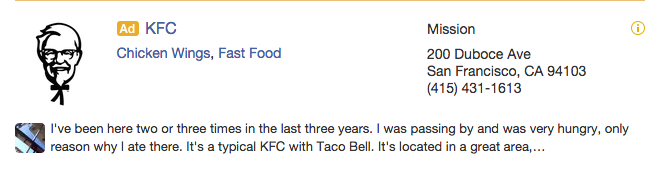 Ad KFC
Chicken Wings, Fast Food
Mission
200 Duboce Ave
San Francisco, CA 94103
(415) 431-1613
I've been here two or three times in the last three years. I was passing by and was very hungry, only
reason why I ate there. It's a typical KFC with Taco Bell. It's located in a great area,…